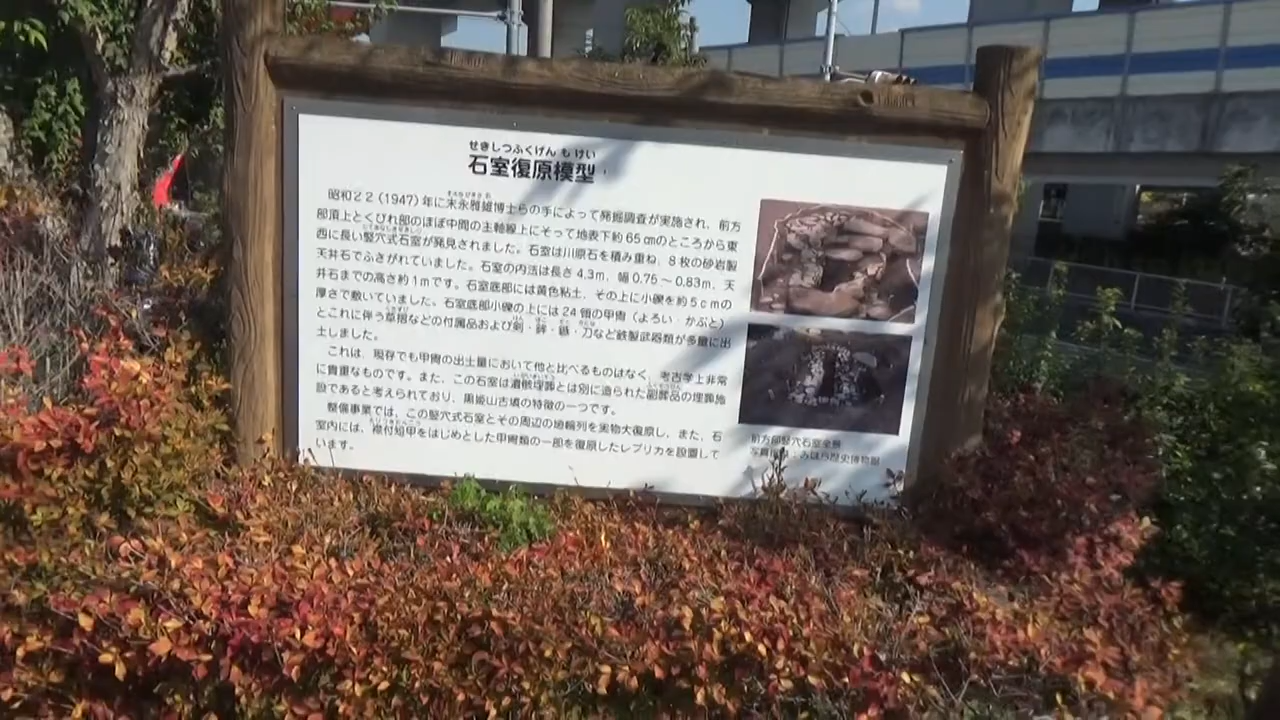 せきしつふくげん も けい
石室復原模型
昭和22(1947)年に末永雅雄博士らの手によって発掘調査が実施され、前方
部頂上とくびれ部のほぼ中間の主軸線上にそって地表下約65㎝のところから東
西に長い竪穴式石室が発見されました。石室は川原石を積み重ね、8枚の砂岩製
天井石でふさがれていました。石室の内法は長さ4.3m、幅0.75～0.83m、天
井石までの高さ約1mです。石室底部には黄色粘土、その上に小礫を約5cmの
厚さで敷いていました。石室底部小礫の上には24領の甲冑（よろい・かぶと）
とこれに伴う草摺などの付属品および剣・鉾・鏃・刀など鉄製武器類が多量に出
土しました。
これは、現存でも甲冑の出土量において他と比べるものはなく、考古学上非常
に貴重なものです。また、この石室は遺骸埋葬とは別に造られた副葬品の埋葬施
設であると考えられており、黒姫山古墳の特徴の一つです。
整備事業では、この竪穴式石室とその周辺の埴輪列を実物大復原し、また、石
室内には、襟付短甲をはじめとした甲冑類の一部を復原したレプリカを設置して
います。
前方部竪穴石室全景
写真提供：みはら歴史博物館